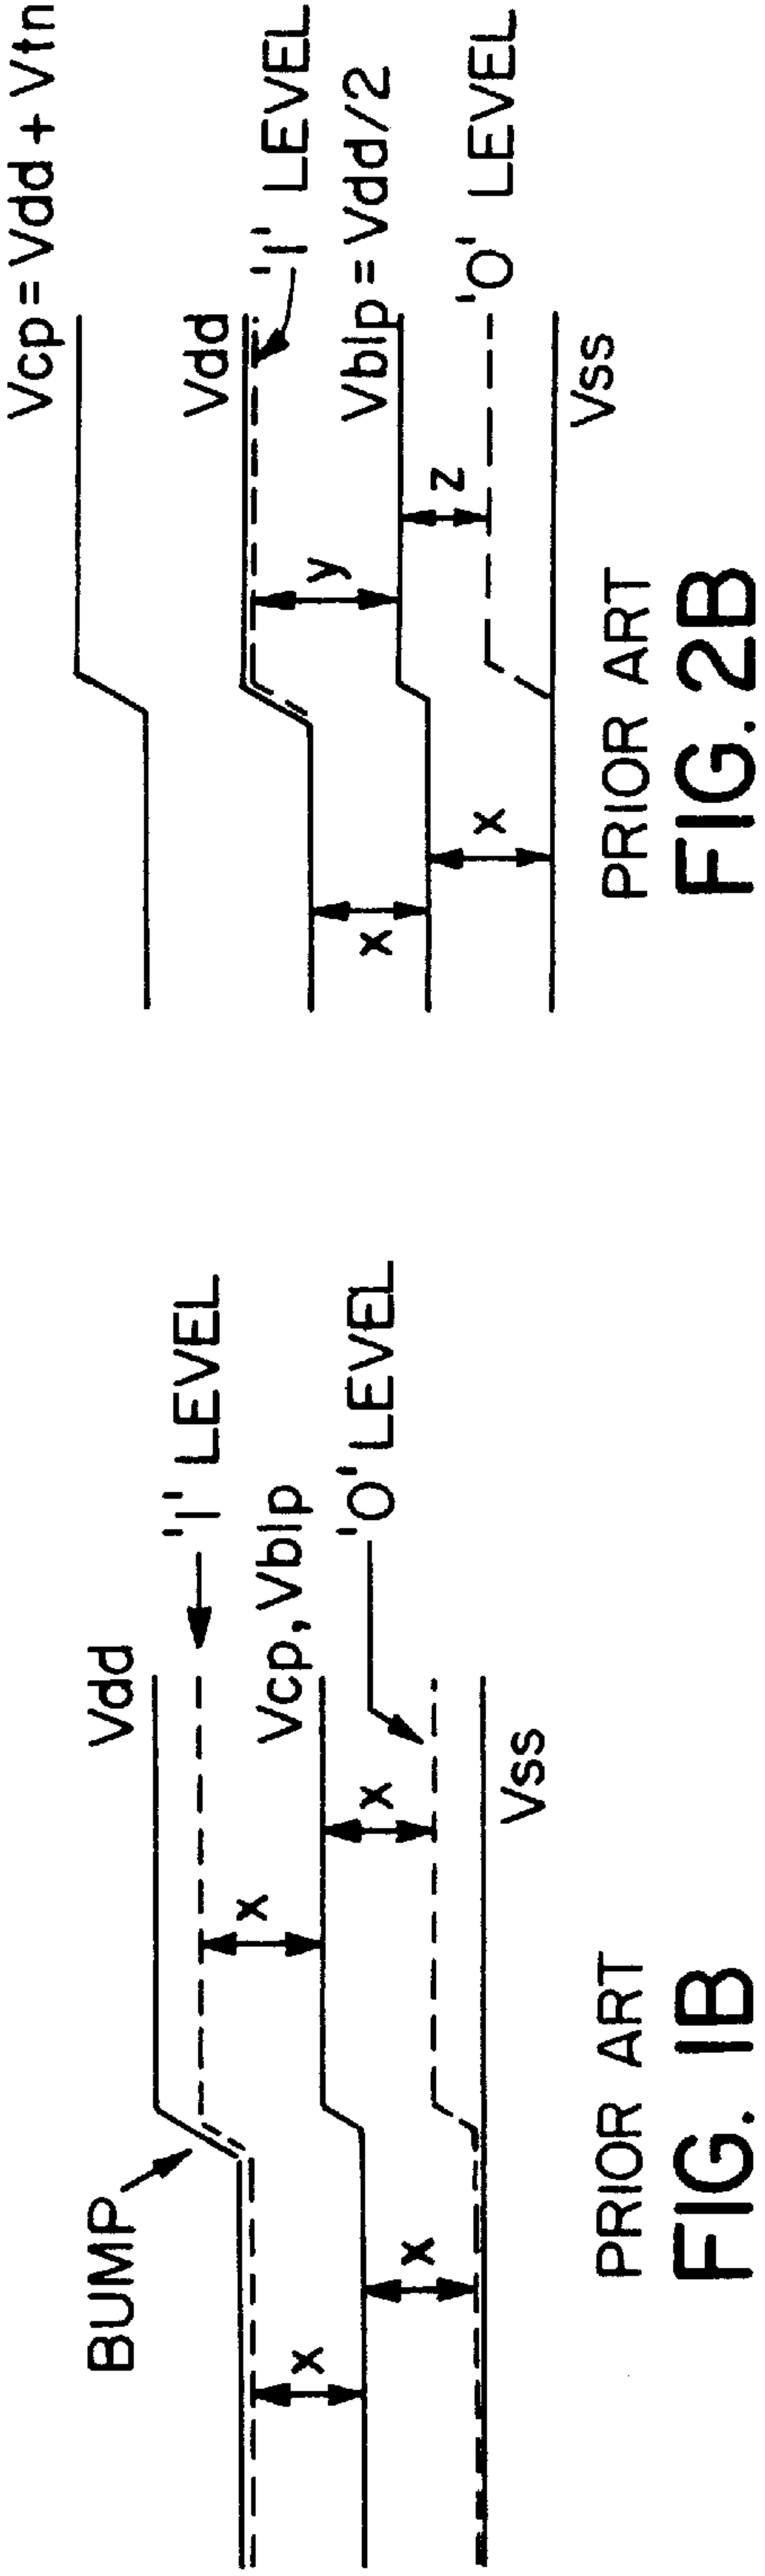 BUMP
Vdd
'1' LEVEL
x
x
Vcp, Vblp
x
x
'0' LEVEL
Vss
PRIOR ART
FIG. 1B
Vcp = Vdd + Vtn
Vdd
'1' LEVEL
x
y
Vblp = Vdd/2
x
z
'0' LEVEL
Vss
PRIOR ART
FIG. 2B